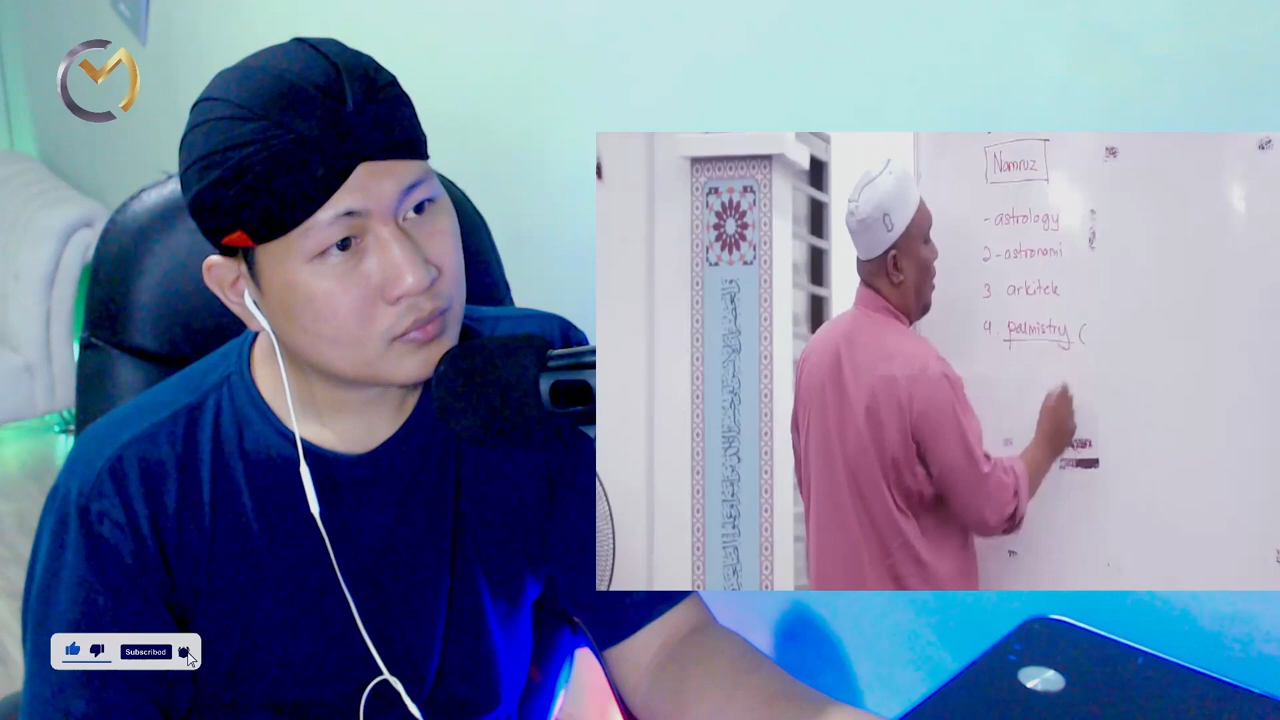 Namruz
- astrology
2 - astronomi
3 arkitek
4. palmistry (
Subscribed